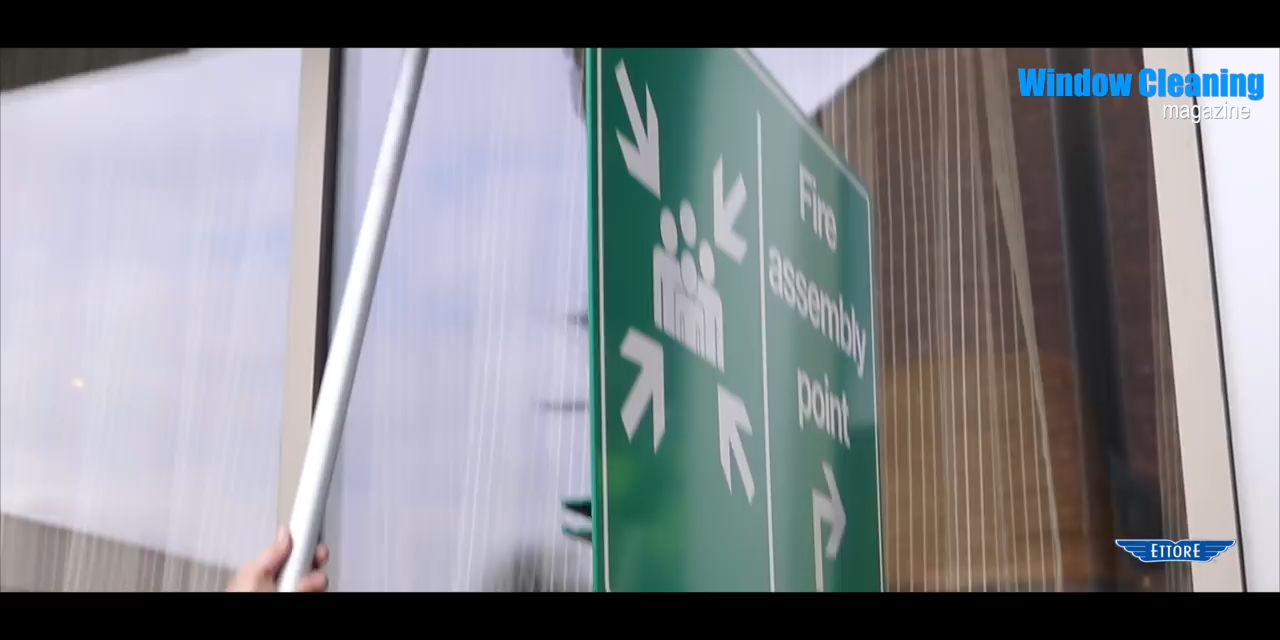 Window Cleaning
magazine
Fire
assembly
point
ETTORE